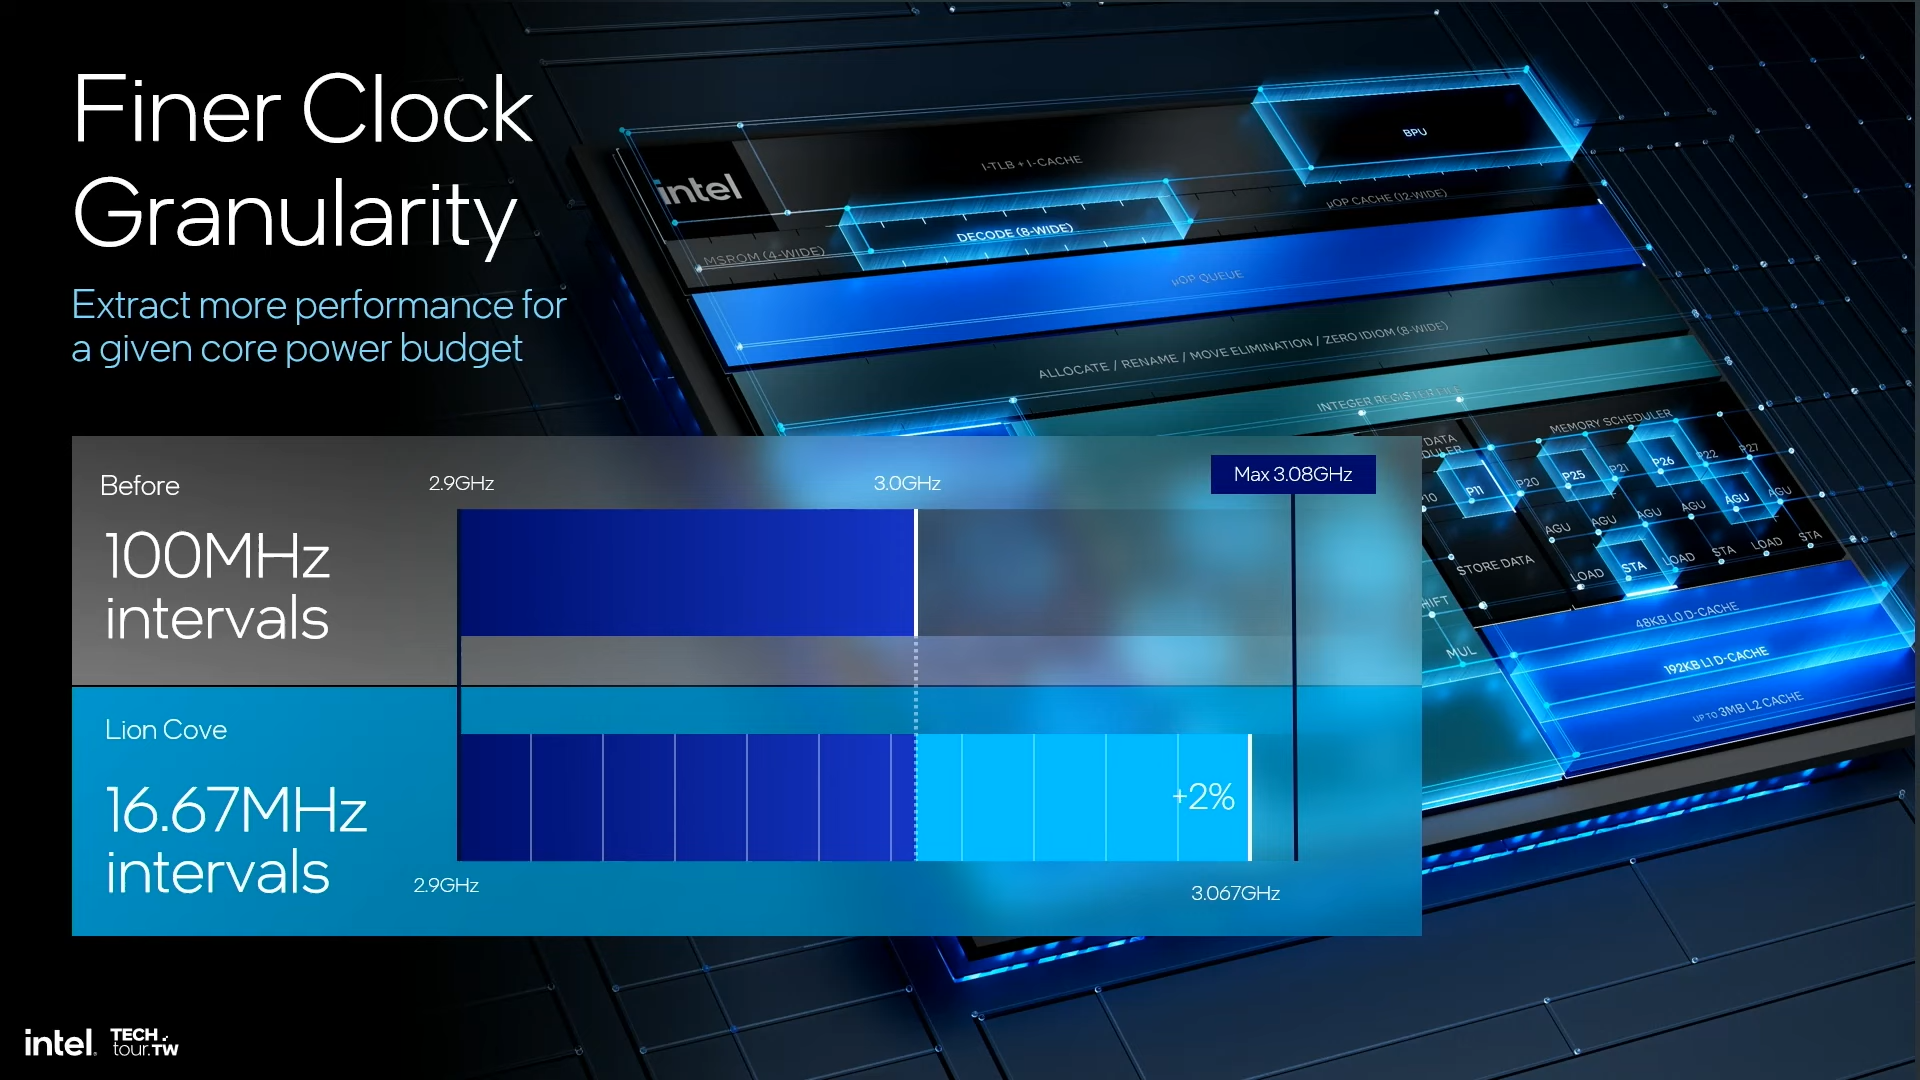 Finer Clock
Granularity
Extract more performance for
a given core power budget
Before
100MHz
intervals
2.9GHz
3.0GHz
Max 3.08GHz
Lion Cove
16.67MHz
intervals
+2%
2.9GHz
3.067GHz
intel
I-TLB + I-CACHE
BPU
MSROM (4-WIDE)
DECODE (8-WIDE)
μOP CACHE (12-WIDE)
μOP QUEUE
ALLOCATE / RENAME / MOVE ELIMINATION / ZERO IDIOM (8-WIDE)
INTEGER REGISTER FILE
DATA
MEMORY SCHEDULER
P11
P20
P25
P21
P26
P22
P27
AGU
AGU
AGU
AGU
AGU
AGU
STORE DATA
LOAD
STA
LOAD
STA
LOAD
STA
MUL
48KB L0 D-CACHE
192KB L1 D-CACHE
UP TO 3MB L2 CACHE
intel.
TECH
tour.TW